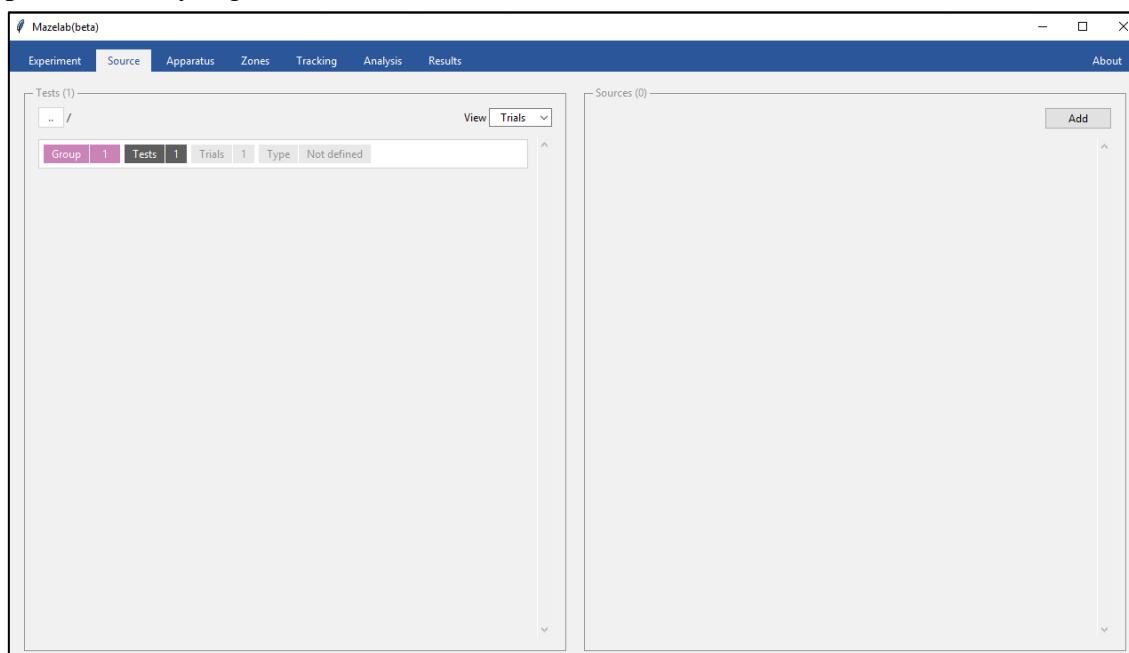 Mazelab(beta)
Experiment Source Apparatus Zones Tracking Analysis Results About
Tests (1)
.. / View Trials
Group 1 Tests 1 Trials 1 Type Not defined
Sources (0)
Add